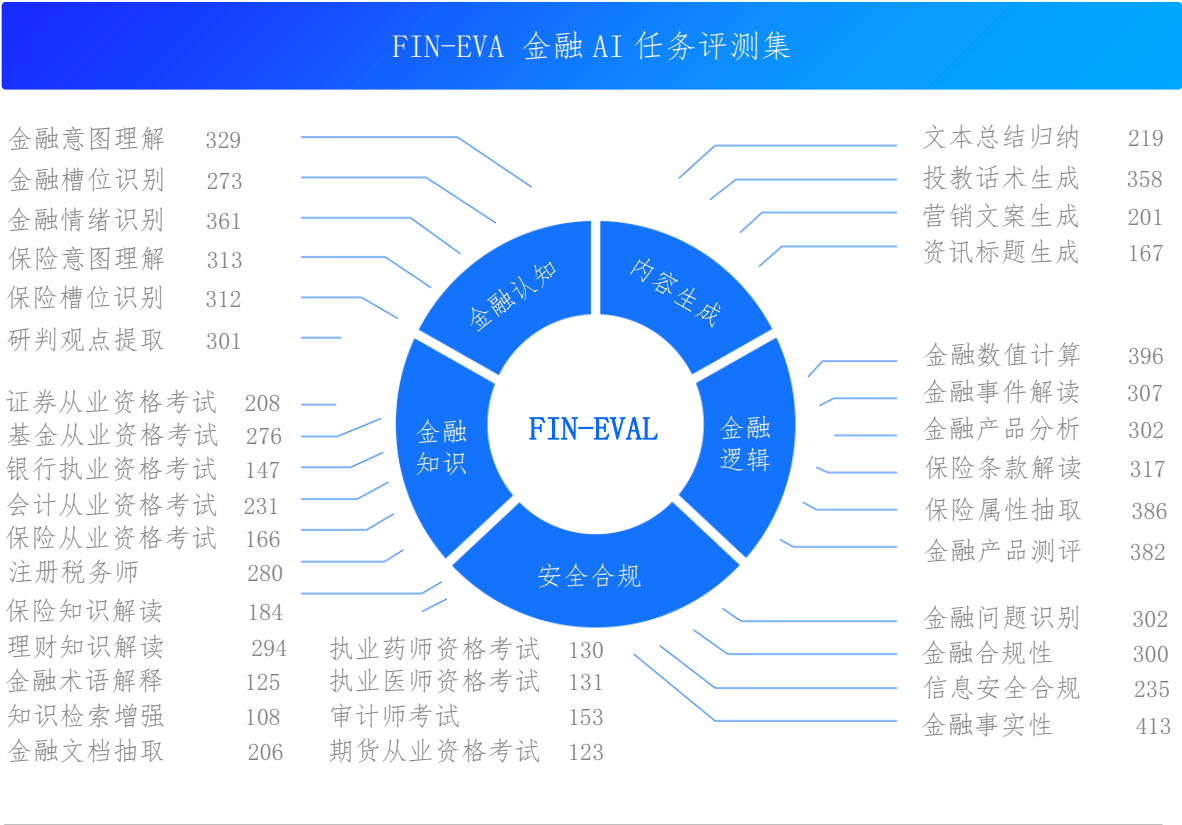 FIN-EVA 金融 AI 任务评测集
金融意图理解 329
金融槽位识别 273
金融情绪识别 361
保险意图理解 313
保险槽位识别 312
研判观点提取 301
证券从业资格考试 208
基金从业资格考试 276
银行执业资格考试 147
会计从业资格考试 231
保险从业资格考试 166
注册税务师 280
保险知识解读 184
理财知识解读 294
金融术语解释 125
知识检索增强 108
金融文档抽取 206
执业药师资格考试 130
执业医师资格考试 131
审计师考试 153
期货从业资格考试 123
金融认知
内容生成
金融
知识
FIN-EVAL
金融
逻辑
安全合规
文本总结归纳 219
投教话术生成 358
营销文案生成 201
资讯标题生成 167
金融数值计算 396
金融事件解读 307
金融产品分析 302
保险条款解读 317
保险属性抽取 386
金融产品测评 382
金融问题识别 302
金融合规性 300
信息安全合规 235
金融事实性 413